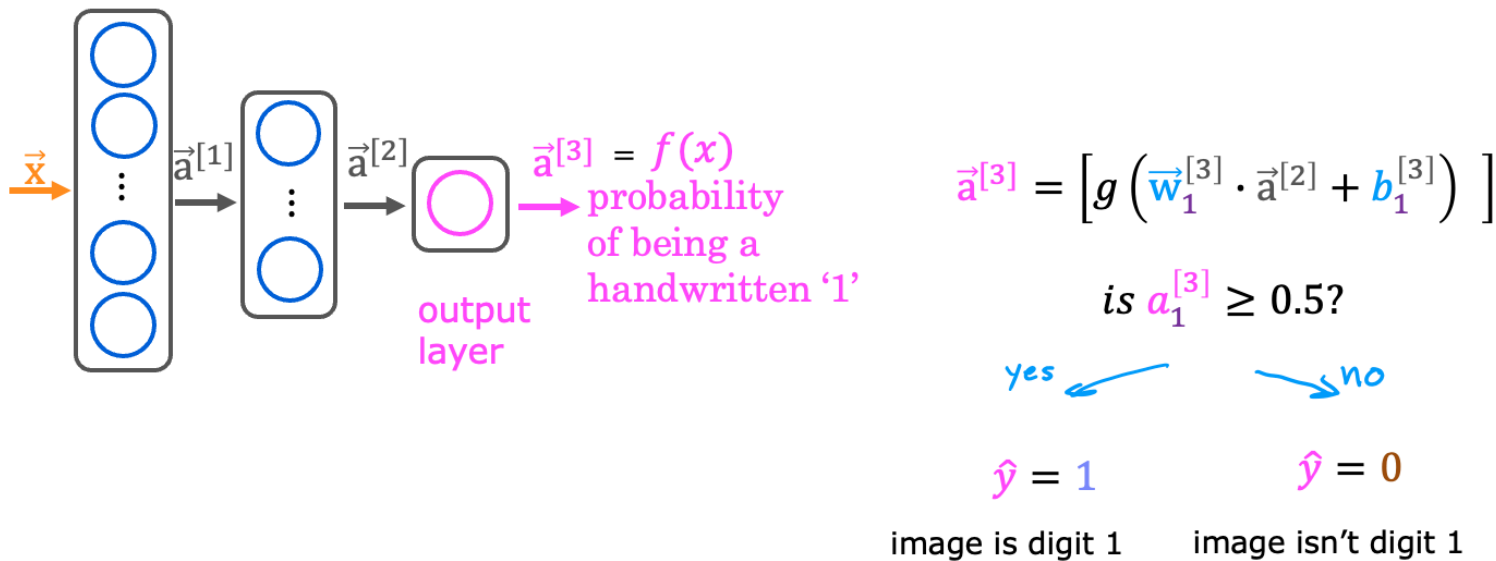 x⃗
a⃗^[1]
a⃗^[2]
a⃗^[3] = f(x)
probability
of being a
handwritten ‘1’
output
layer
a⃗^[3] = [g(w⃗_1^[3] · a⃗^[2] + b_1^[3]) ]
is a_1^[3] ≥ 0.5?
yes no
ŷ = 1 ŷ = 0
image is digit 1 image isn’t digit 1